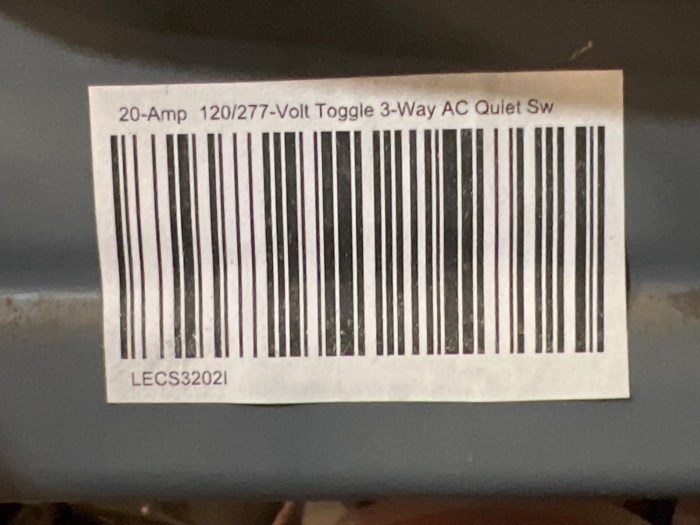 20-Amp 120/277-Volt Toggle 3-Way AC Quiet Sw
LECS3202I